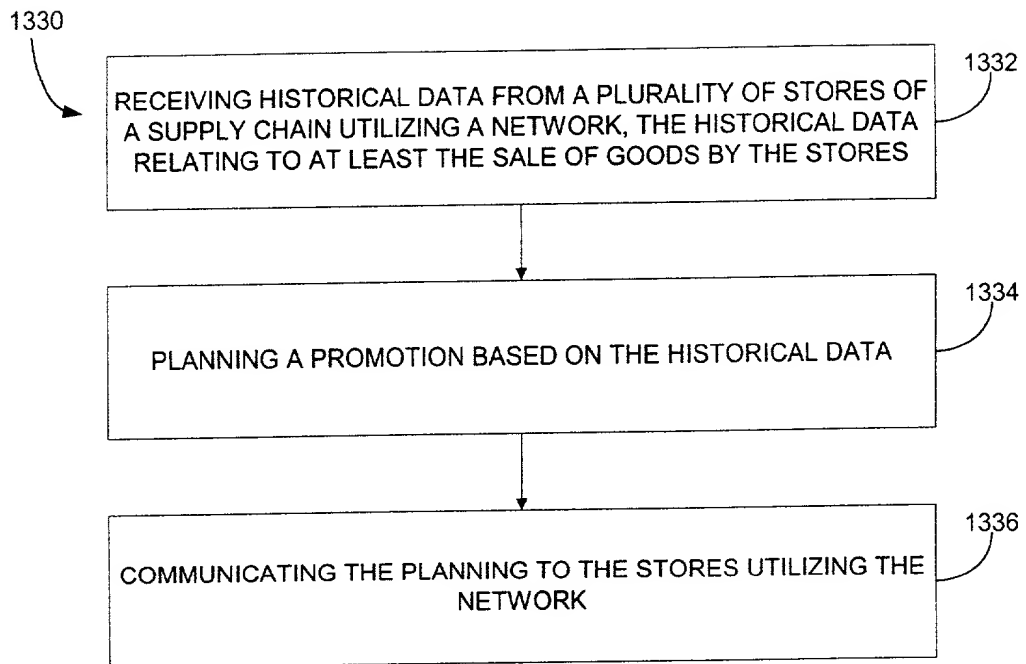 1330
1332
RECEIVING HISTORICAL DATA FROM A PLURALITY OF STORES OF
A SUPPLY CHAIN UTILIZING A NETWORK, THE HISTORICAL DATA
RELATING TO AT LEAST THE SALE OF GOODS BY THE STORES
1334
PLANNING A PROMOTION BASED ON THE HISTORICAL DATA
1336
COMMUNICATING THE PLANNING TO THE STORES UTILIZING THE
NETWORK